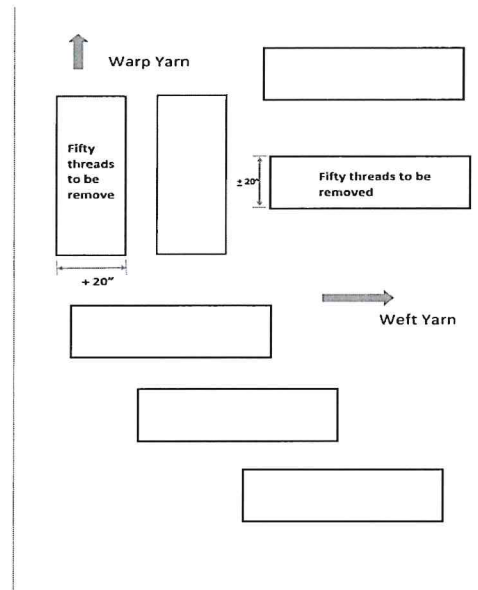 Warp Yarn
Fifty
threads
to be
remove
± 20"
Fifty threads to be
removed
+ 20"
Weft Yarn